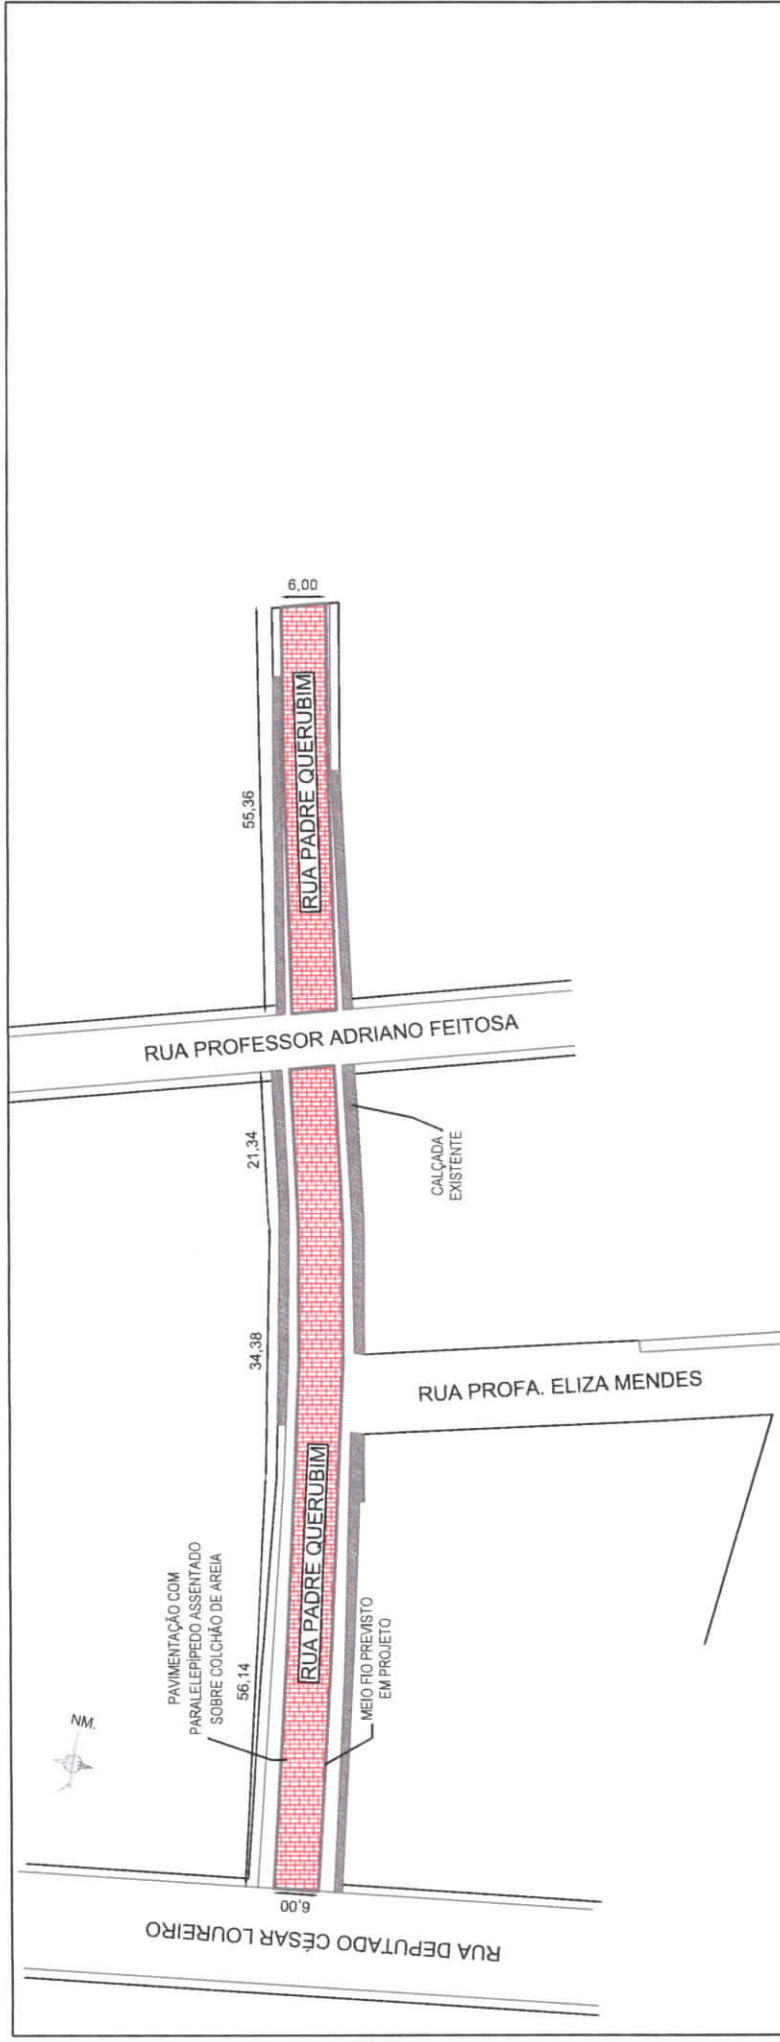 NM.
PAVIMENTAÇÃO COM
PARALELEPÍPEDO ASSENTADO
SOBRE COLCHÃO DE AREIA
56,14
34,38
21,34
55,36
6,00
6,00
RUA PADRE QUERUBIM
RUA PADRE QUERUBIM
MEIO FIO PREVISTO
EM PROJETO
CALÇADA
EXISTENTE
RUA DEPUTADO CÉSAR LOUREIRO
RUA PROFA. ELIZA MENDES
RUA PROFESSOR ADRIANO FEITOSA